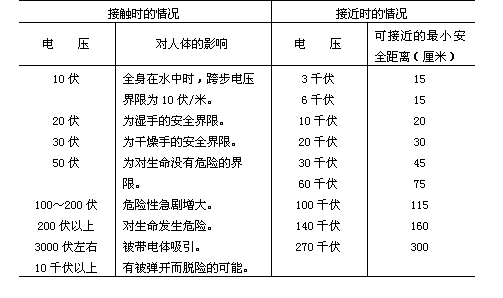 接触时的情况 接近时的情况
电 压 对人体的影响 电 压 可接近的最小安全距离(厘米)
10 伏 全身在水中时,跨步电压 3 千伏 15
界限为 10 伏/米。 6 千伏 15
20 伏 为湿手的安全界限。 10 千伏 20
30 伏 为干燥手的安全界限。 20 千伏 30
50 伏 为对生命没有危险的界 30 千伏 45
限。 60 千伏 75
100～200 伏 危险性急剧增大。 100 千伏 115
200 伏以上 对生命发生危险。 140 千伏 160
3000 伏左右 被带电体吸引。 270 千伏 300
10 千伏以上 有被弹开而脱险的可能。